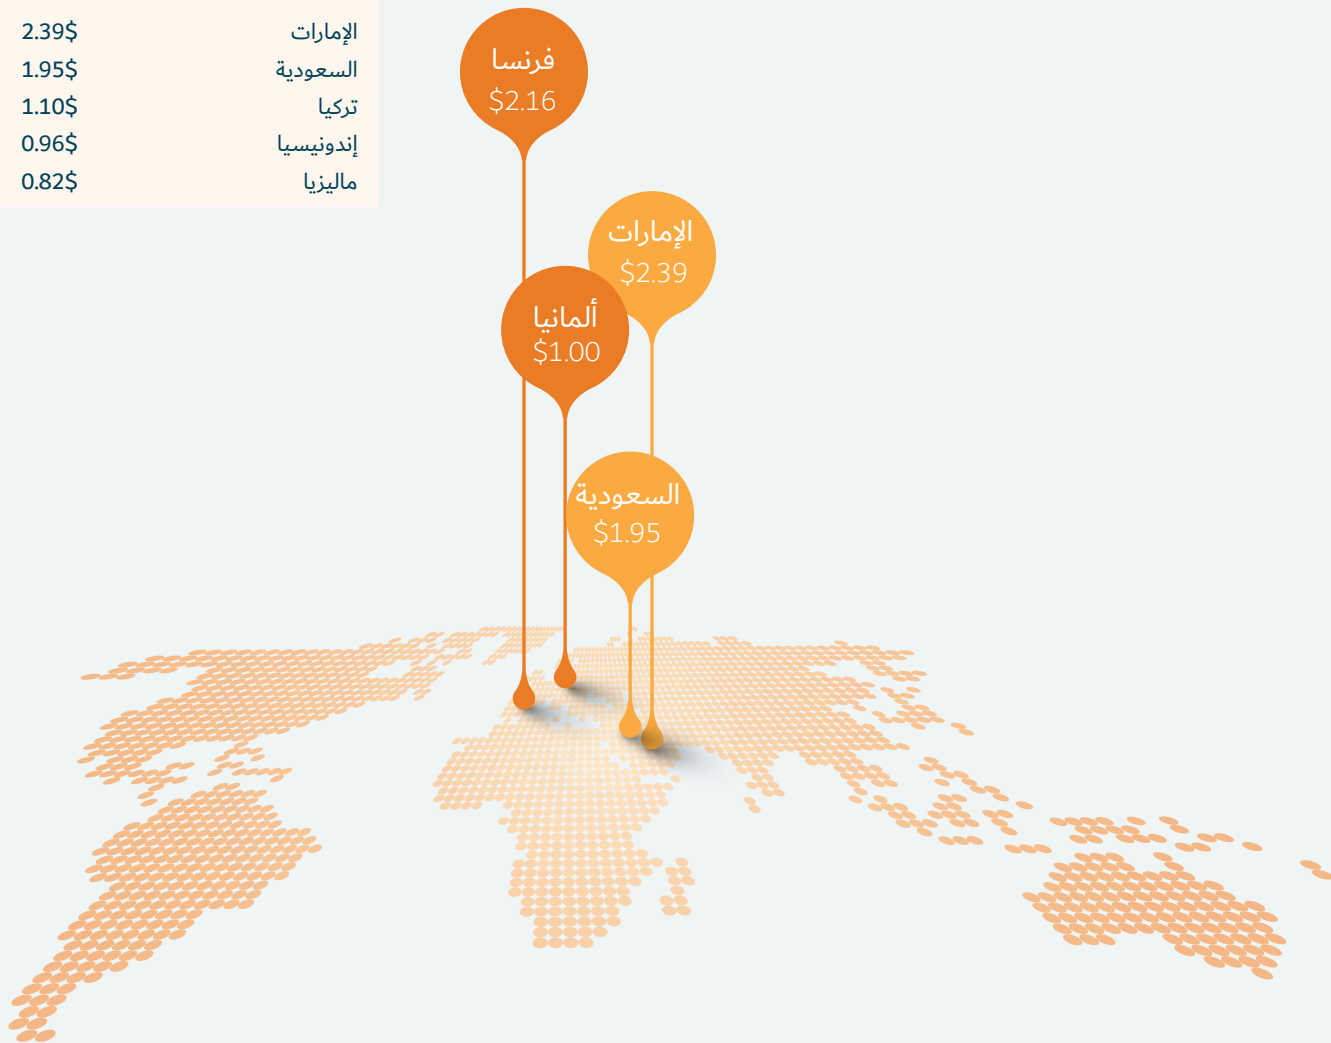 الإمارات 2.39$
السعودية 1.95$
تركيا 1.10$
إندونيسيا 0.96$
ماليزيا 0.82$
فرنسا
$2.16
الإمارات
$2.39
ألمانيا
$1.00
السعودية
$1.95